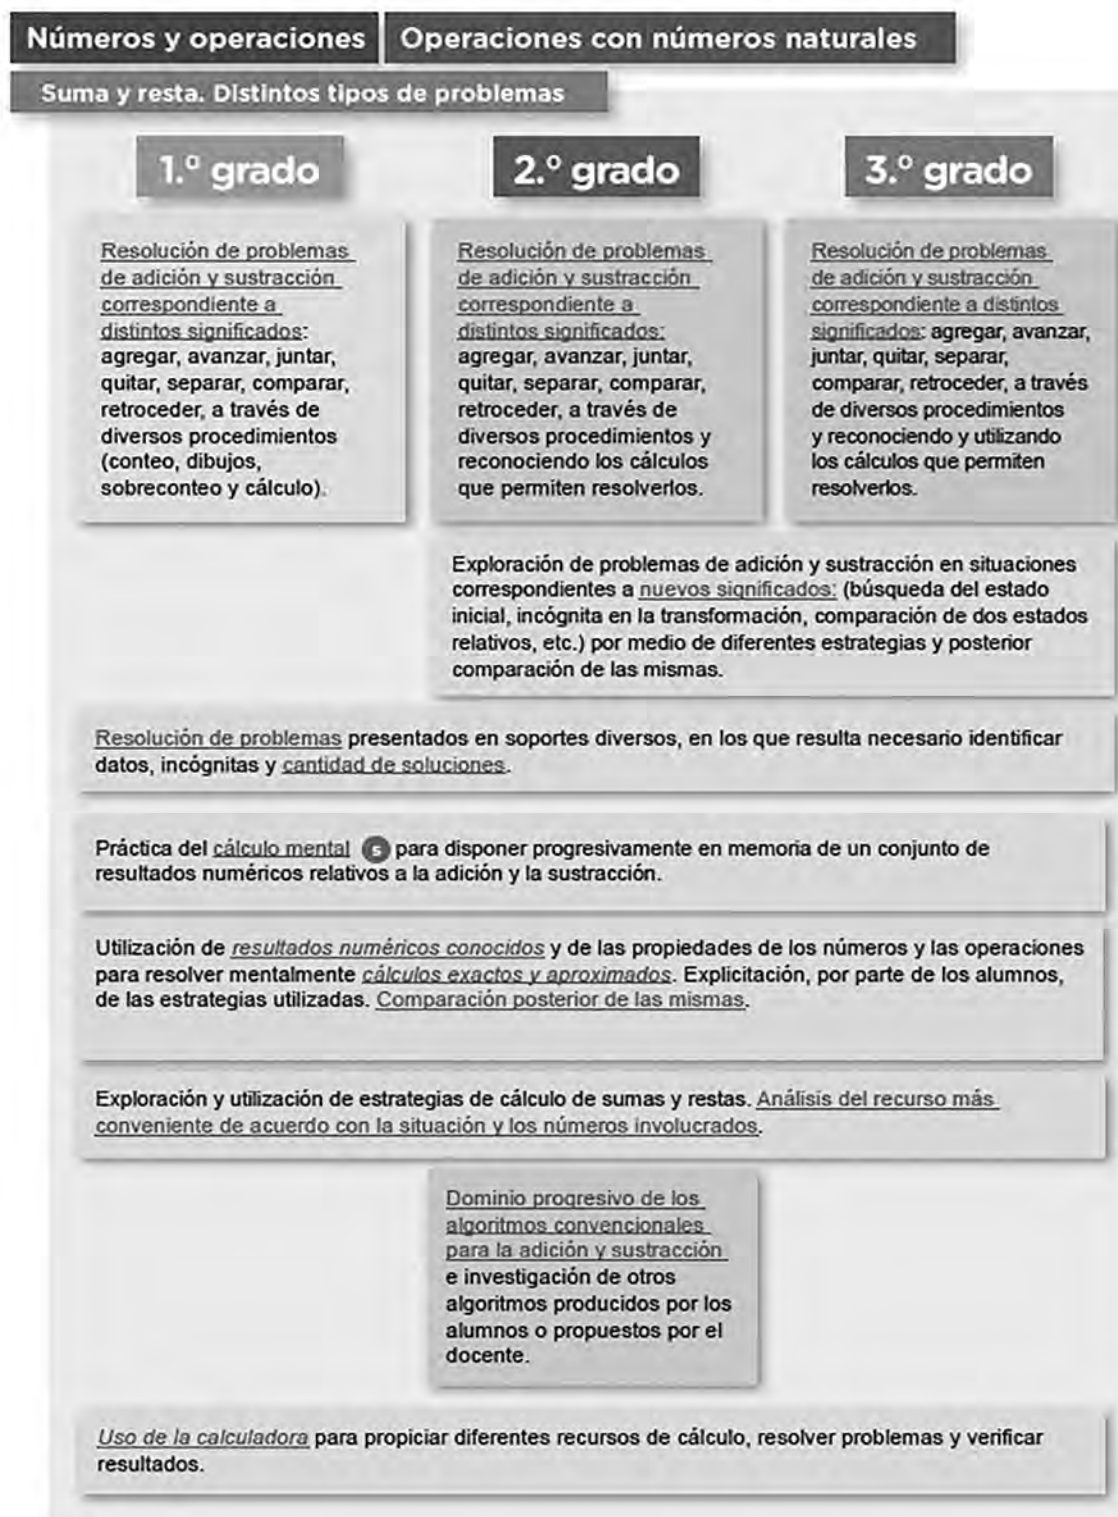 Números y operaciones
Operaciones con números naturales
Suma y resta. Distintos tipos de problemas
1.º grado
Resolución de problemas
de adición y sustracción
correspondiente a
distintos significados:
agregar, avanzar, juntar,
quitar, separar, comparar,
retroceder, a través de
diversos procedimientos
(conteo, dibujos,
sobreconteo y cálculo).
2.º grado
Resolución de problemas
de adición y sustracción
correspondiente a
distintos significados:
agregar, avanzar, juntar,
quitar, separar, comparar,
retroceder, a través de
diversos procedimientos y
reconociendo los cálculos
que permiten resolverlos.
3.º grado
Resolución de problemas
de adición y sustracción
correspondiente a distintos
significados: agregar, avanzar,
juntar, quitar, separar,
comparar, retroceder, a través
de diversos procedimientos
y reconociendo y utilizando
los cálculos que permiten
resolverlos.
Exploración de problemas de adición y sustracción en situaciones
correspondientes a nuevos significados: (búsqueda del estado
inicial, incógnita en la transformación, comparación de dos estados
relativos, etc.) por medio de diferentes estrategias y posterior
comparación de las mismas.
Resolución de problemas presentados en soportes diversos, en los que resulta necesario identificar
datos, incógnitas y cantidad de soluciones.
Práctica del cálculo mental s para disponer progresivamente en memoria de un conjunto de
resultados numéricos relativos a la adición y la sustracción.
Utilización de resultados numéricos conocidos y de las propiedades de los números y las operaciones
para resolver mentalmente cálculos exactos y aproximados. Explicitación, por parte de los alumnos,
de las estrategias utilizadas. Comparación posterior de las mismas.
Exploración y utilización de estrategias de cálculo de sumas y restas. Análisis del recurso más
conveniente de acuerdo con la situación y los números involucrados.
Dominio progresivo de los
algoritmos convencionales
para la adición y sustracción
e investigación de otros
algoritmos producidos por los
alumnos o propuestos por el
docente.
Uso de la calculadora para propiciar diferentes recursos de cálculo, resolver problemas y verificar
resultados.